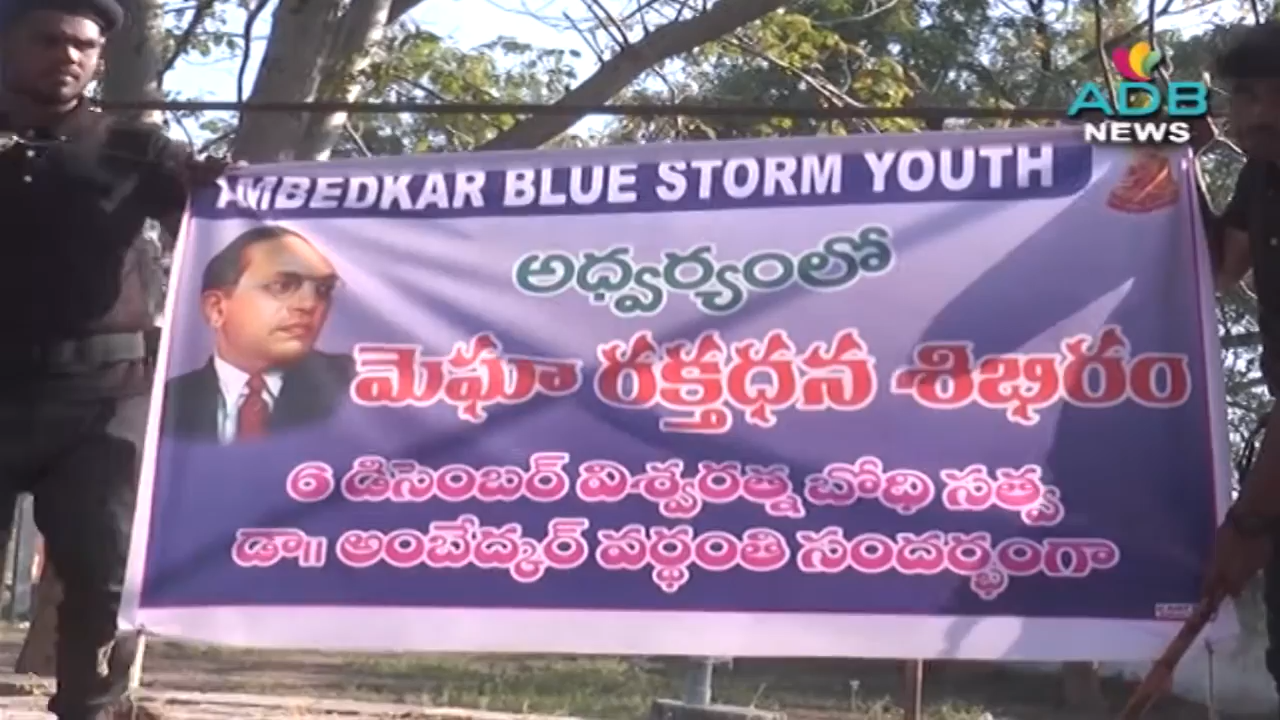 ADB
NEWS
AMBEDKAR BLUE STORM YOUTH
అధ్వర్యంలో
మెఘా రక్తధన శిభిరం
6 డిసెంబర్ విశ్వరత్న బోధి సత్వ
డా॥ అంబేద్కర్ వర్ధంతి సందర్భంగా